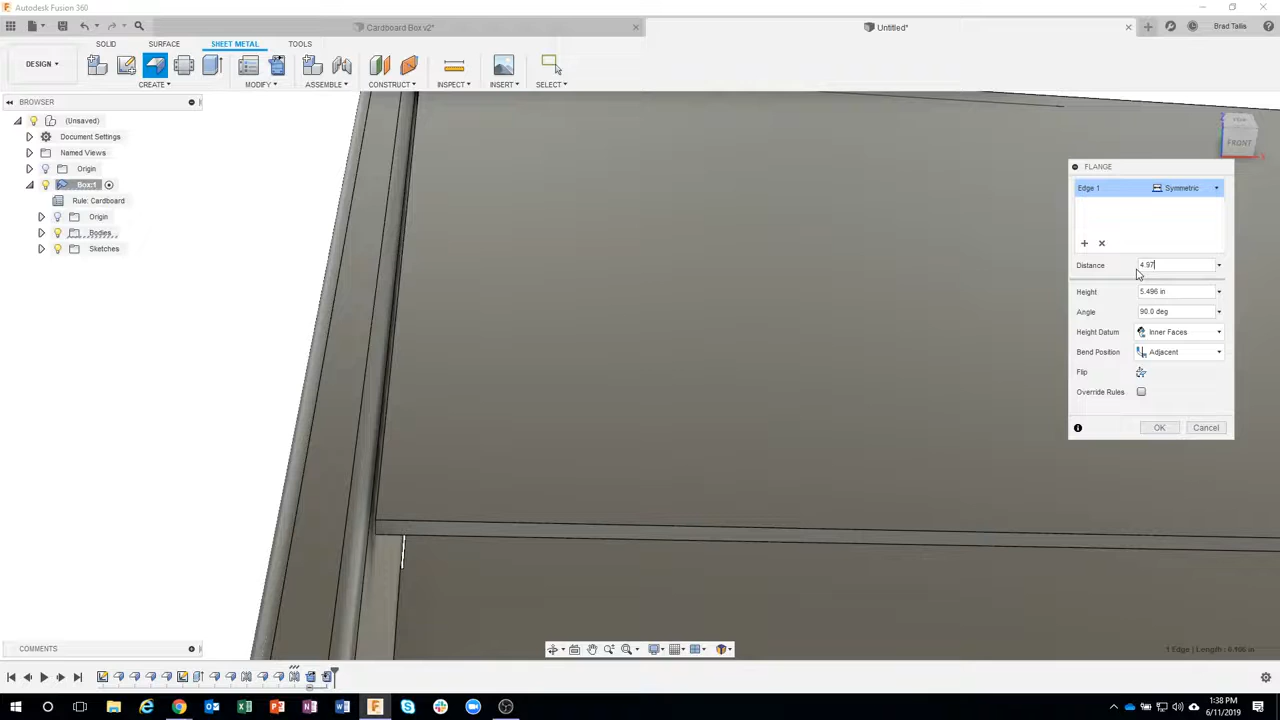 Autodesk Fusion 360
Cardboard Box v2*
Untitled*
Brad Tallis
SOLID SURFACE SHEET METAL TOOLS
DESIGN
CREATE MODIFY ASSEMBLE CONSTRUCT INSPECT INSERT SELECT
BROWSER
(Unsaved)
Document Settings
Named Views
Origin
Box:1
Rule: Cardboard
Origin
Bodies
Sketches
FRONT
FLANGE
Edge 1 Symmetric
Distance 4.97
Height 5.496 in
Angle 90.0 deg
Height Datum Inner Faces
Bend Position Adjacent
Flip
Override Rules
OK Cancel
COMMENTS
1:38 PM
6/11/2019